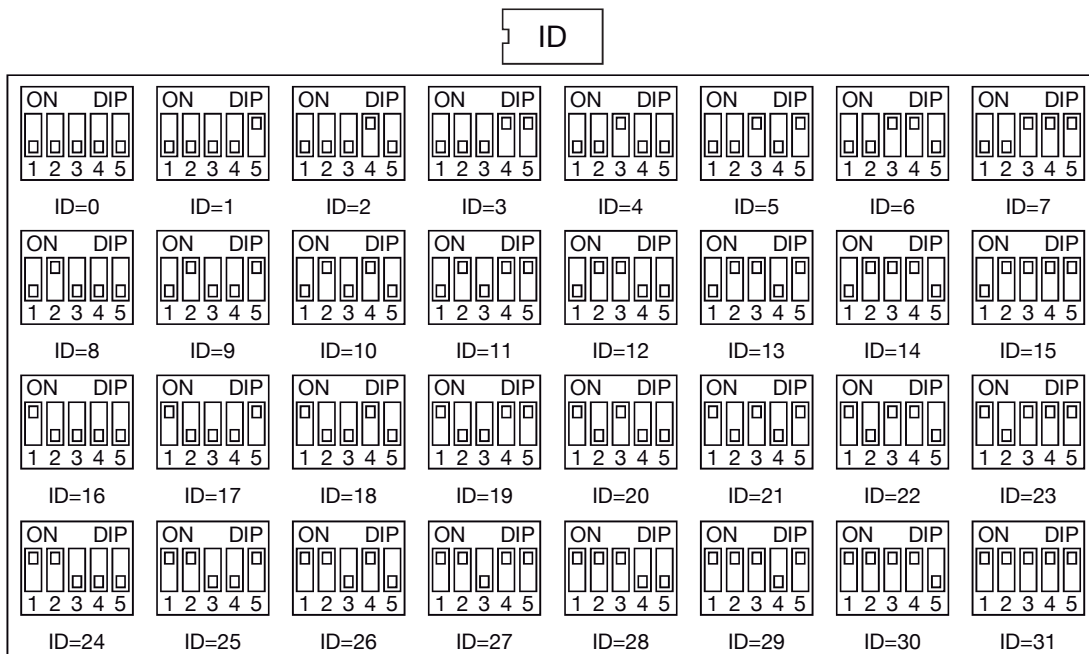 ID
ON DIP ON DIP ON DIP ON DIP ON DIP ON DIP ON DIP ON DIP
1 2 3 4 5 1 2 3 4 5 1 2 3 4 5 1 2 3 4 5 1 2 3 4 5 1 2 3 4 5 1 2 3 4 5 1 2 3 4 5
ID=0 ID=1 ID=2 ID=3 ID=4 ID=5 ID=6 ID=7
ON DIP ON DIP ON DIP ON DIP ON DIP ON DIP ON DIP ON DIP
1 2 3 4 5 1 2 3 4 5 1 2 3 4 5 1 2 3 4 5 1 2 3 4 5 1 2 3 4 5 1 2 3 4 5 1 2 3 4 5
ID=8 ID=9 ID=10 ID=11 ID=12 ID=13 ID=14 ID=15
ON DIP ON DIP ON DIP ON DIP ON DIP ON DIP ON DIP ON DIP
1 2 3 4 5 1 2 3 4 5 1 2 3 4 5 1 2 3 4 5 1 2 3 4 5 1 2 3 4 5 1 2 3 4 5 1 2 3 4 5
ID=16 ID=17 ID=18 ID=19 ID=20 ID=21 ID=22 ID=23
ON DIP ON DIP ON DIP ON DIP ON DIP ON DIP ON DIP ON DIP
1 2 3 4 5 1 2 3 4 5 1 2 3 4 5 1 2 3 4 5 1 2 3 4 5 1 2 3 4 5 1 2 3 4 5 1 2 3 4 5
ID=24 ID=25 ID=26 ID=27 ID=28 ID=29 ID=30 ID=31